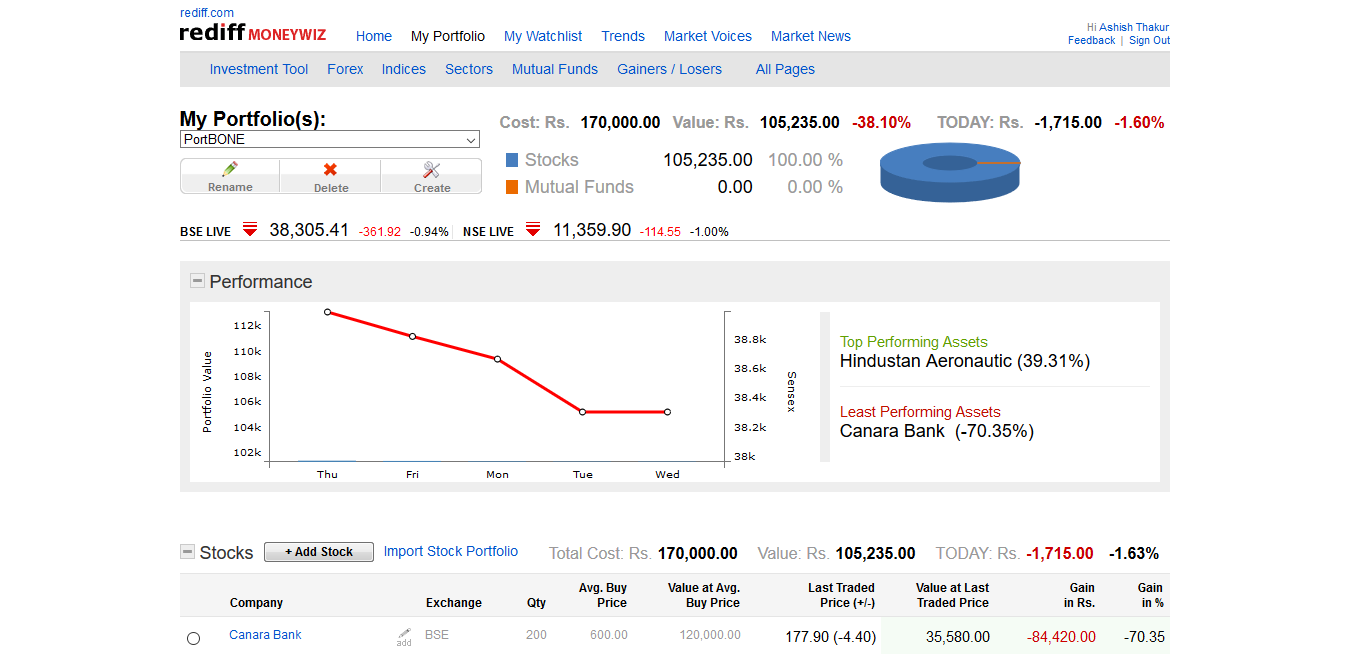 rediff.com
rediff MONEYWIZ Home My Portfolio My Watchlist Trends Market Voices Market News
Hi Ashish Thakur
Feedback | Sign Out
Investment Tool Forex Indices Sectors Mutual Funds Gainers / Losers All Pages
My Portfolio(s):
PortBONE
Rename Delete Create
Cost: Rs. 170,000.00 Value: Rs. 105,235.00 -38.10% TODAY: Rs. -1,715.00 -1.60%
Stocks 105,235.00 100.00 %
Mutual Funds 0.00 0.00 %
BSE LIVE 38,305.41 -361.92 -0.94% NSE LIVE 11,359.90 -114.55 -1.00%
Performance
Portfolio Value
112k
110k
108k
106k
104k
102k
Thu Fri Mon Tue Wed
38.8k
38.6k
38.4k
38.2k
38k
Sensex
Top Performing Assets
Hindustan Aeronautic (39.31%)
Least Performing Assets
Canara Bank (-70.35%)
Stocks + Add Stock Import Stock Portfolio Total Cost: Rs. 170,000.00 Value: Rs. 105,235.00 TODAY: Rs. -1,715.00 -1.63%
Company Exchange Qty Avg. Buy Price Value at Avg. Buy Price Last Traded Price (+/-) Value at Last Traded Price Gain in Rs. Gain in %
Canara Bank add BSE 200 600.00 120,000.00 177.90 (-4.40) 35,580.00 -84,420.00 -70.35